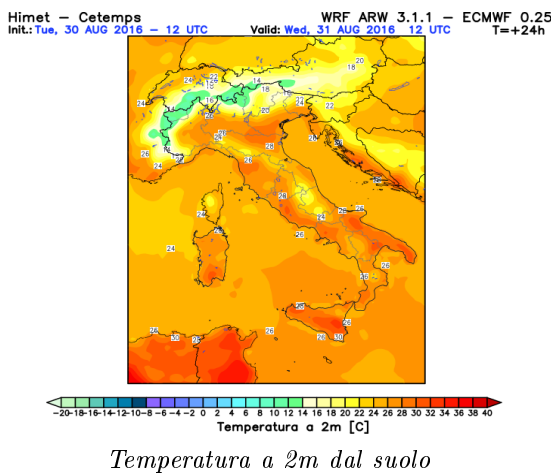 Himet – Cetemps WRF ARW 3.1.1 – ECMWF 0.25
Init.: Tue, 30 AUG 2016 – 12 UTC Valid: Wed, 31 AUG 2016 12 UTC T=+24h
-20-18-16-14-12-10-8 -6 -4 -2 0 2 4 6 8 10 12 14 16 18 20 22 24 26 28 30 32 34 36 38 40
Temperatura a 2m [C]
Temperatura a 2m dal suolo